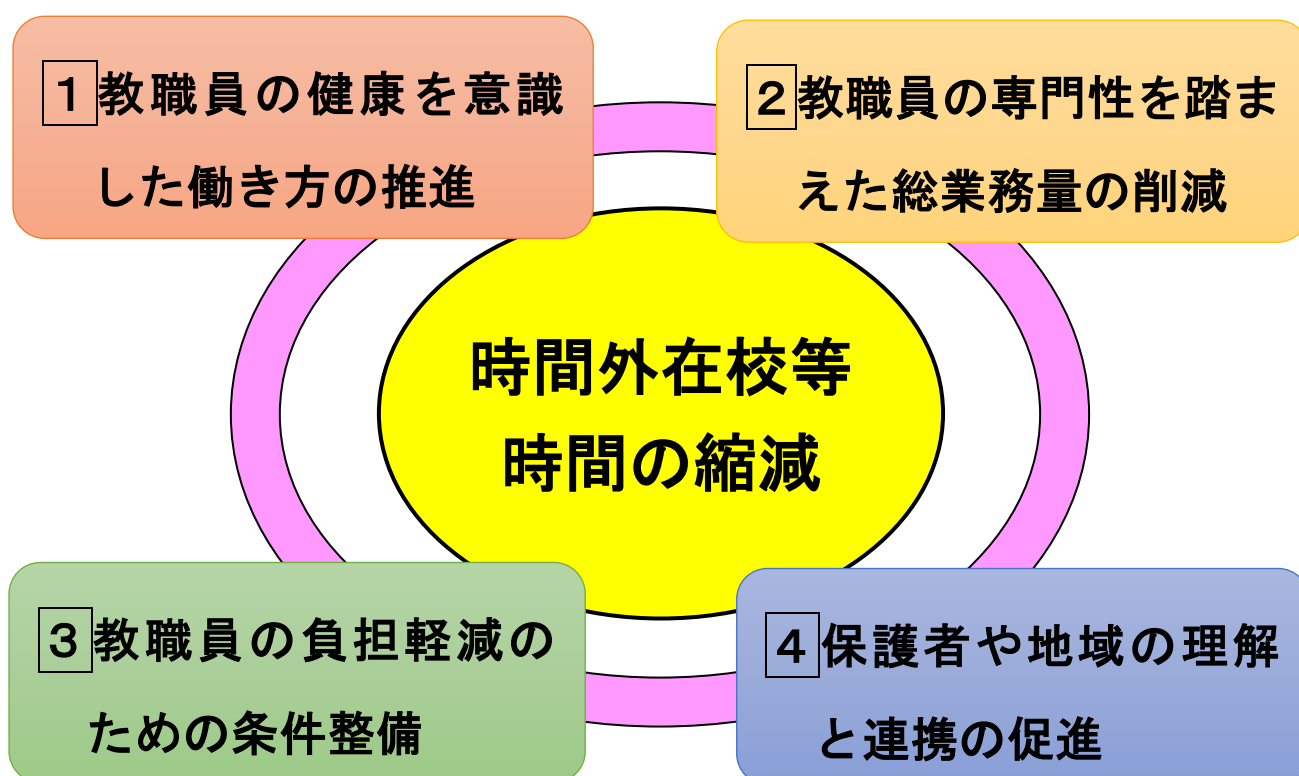 1教職員の健康を意識
した働き方の推進
2教職員の専門性を踏ま
えた総業務量の削減
時間外在校等
時間の縮減
3教職員の負担軽減の
ための条件整備
4保護者や地域の理解
と連携の促進